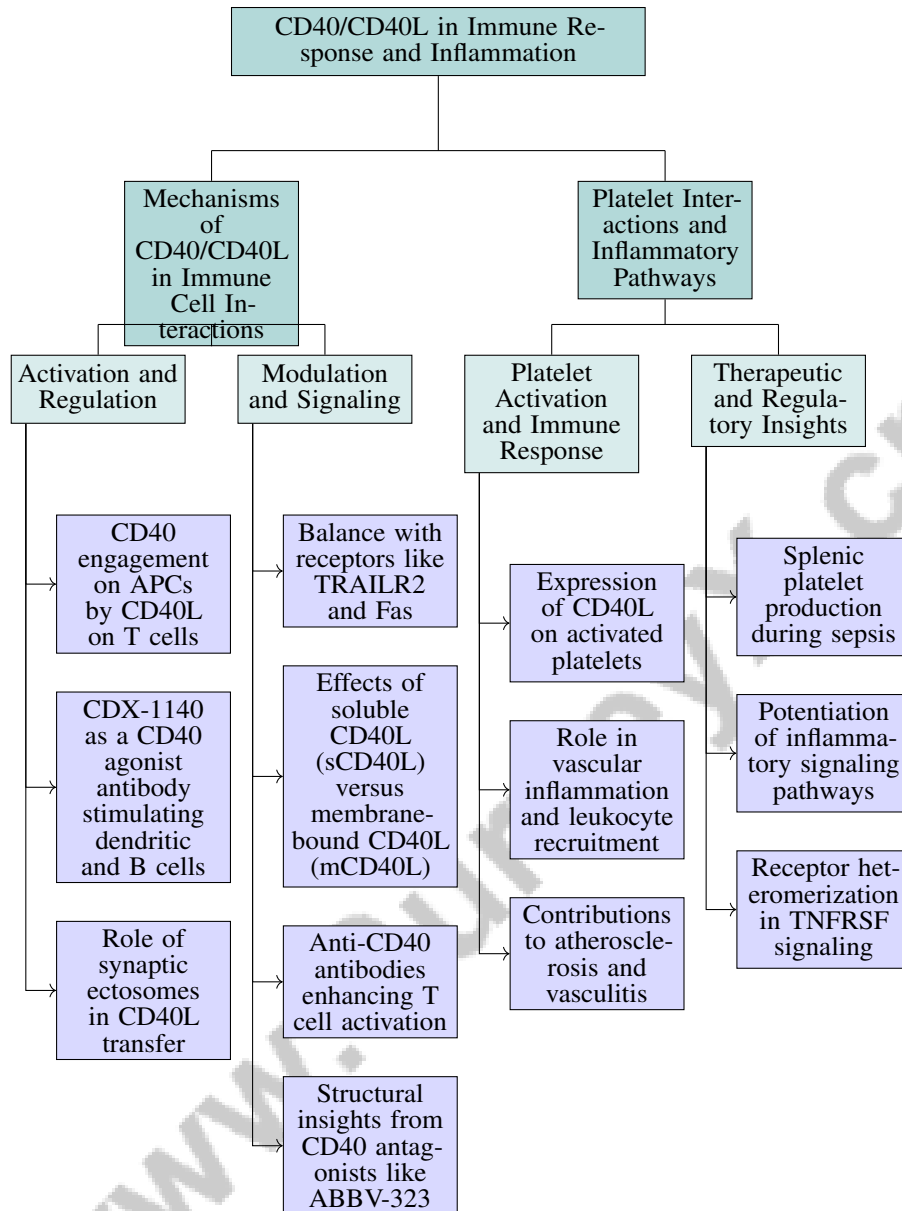 CD40/CD40L in Immune Re-
sponse and Inflammation
Mechanisms
of
CD40/CD40L
in Immune
Cell In-
teractions
Platelet Inter-
actions and
Inflammatory
Pathways
Activation and
Regulation
Modulation
and Signaling
Platelet
Activation
and Immune
Response
Therapeutic
and Regula-
tory Insights
CD40
engagement
on APCs
by CD40L
on T cells
CDX-1140
as a CD40
agonist
antibody
stimulating
dendritic
and B cells
Role of
synaptic
ectosomes
in CD40L
transfer
Balance with
receptors like
TRAILR2
and Fas
Effects of
soluble
CD40L
(sCD40L)
versus
membrane-
bound CD40L
(mCD40L)
Anti-CD40
antibodies
enhancing T
cell activation
Structural
insights from
CD40 antag-
onists like
ABBV-323
Expression
of CD40L
on activated
platelets
Role in
vascular
inflammation
and leukocyte
recruitment
Contributions
to atheroscle-
rosis and
vasculitis
Splenic
platelet
production
during sepsis
Potentiation
of inflamma-
tory signaling
pathways
Receptor het-
eromerization
in TNFRSF
signaling